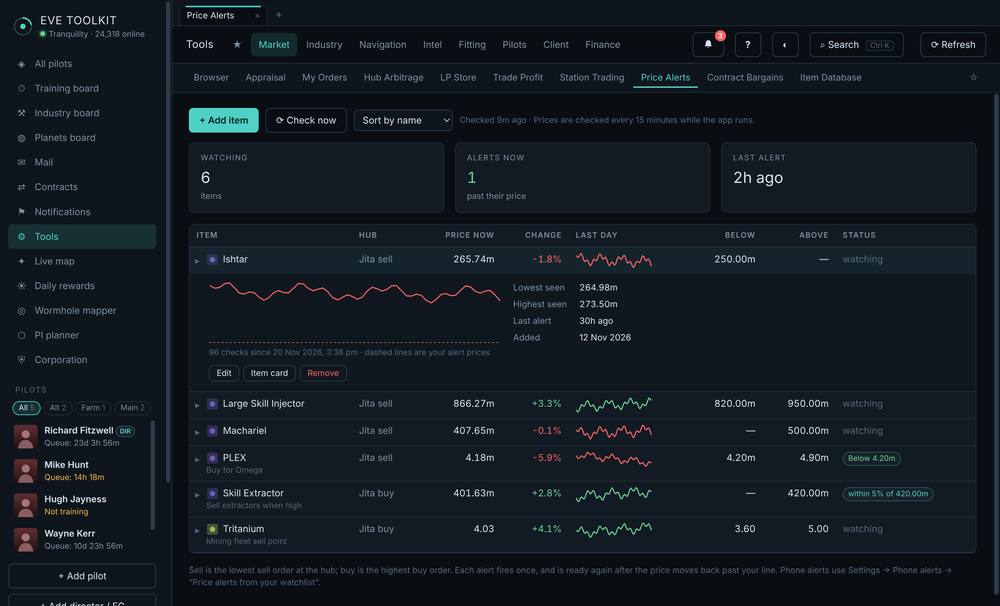 EVE TOOLKIT
Tranquility · 24,318 online
All pilots
Training board
Industry board
Planets board
Mail
Contracts
Notifications
Tools
Live map
Daily rewards
Wormhole mapper
PI planner
Corporation
PILOTS
All 5
Alt 2
Farm 1
Main 2
Richard Fitzwell DIR
Queue: 23d 3h 56m
Mike Hunt
Queue: 14h 18m
Hugh Jayness
Not training
Wayne Kerr
Queue: 10d 23h 56m
+ Add pilot
+ Add director / FC
Price Alerts × +
Tools ★ Market Industry Navigation Intel Fitting Pilots Client Finance 3 ? Search Ctrl K Refresh
Browser Appraisal My Orders Hub Arbitrage LP Store Trade Profit Station Trading Price Alerts Contract Bargains Item Database
+ Add item Check now Sort by name Checked 9m ago · Prices are checked every 15 minutes while the app runs.
WATCHING
6
items
ALERTS NOW
1
past their price
LAST ALERT
2h ago
ITEM HUB PRICE NOW CHANGE LAST DAY BELOW ABOVE STATUS
Ishtar Jita sell 265.74m -1.8% 250.00m — watching
Lowest seen 264.98m
Highest seen 273.50m
Last alert 30h ago
Added 12 Nov 2026
96 checks since 20 Nov 2026, 3:36 pm · dashed lines are your alert prices
Edit Item card Remove
Large Skill Injector Jita sell 866.27m +3.3% 820.00m 950.00m watching
Machariel Jita sell 407.65m -0.1% — 500.00m watching
PLEX Jita sell 4.18m -5.9% 4.20m 4.90m Below 4.20m
Buy for Omega
Skill Extractor Jita buy 401.63m +2.8% — 420.00m within 5% of 420.00m
Sell extractors when high
Tritanium Jita buy 4.03 +4.1% 3.60 5.00 watching
Mining fleet sell point
Sell is the lowest sell order at the hub; buy is the highest buy order. Each alert fires once, and is ready again after the price moves back past your line. Phone alerts use Settings → Phone alerts →
"Price alerts from your watchlist".